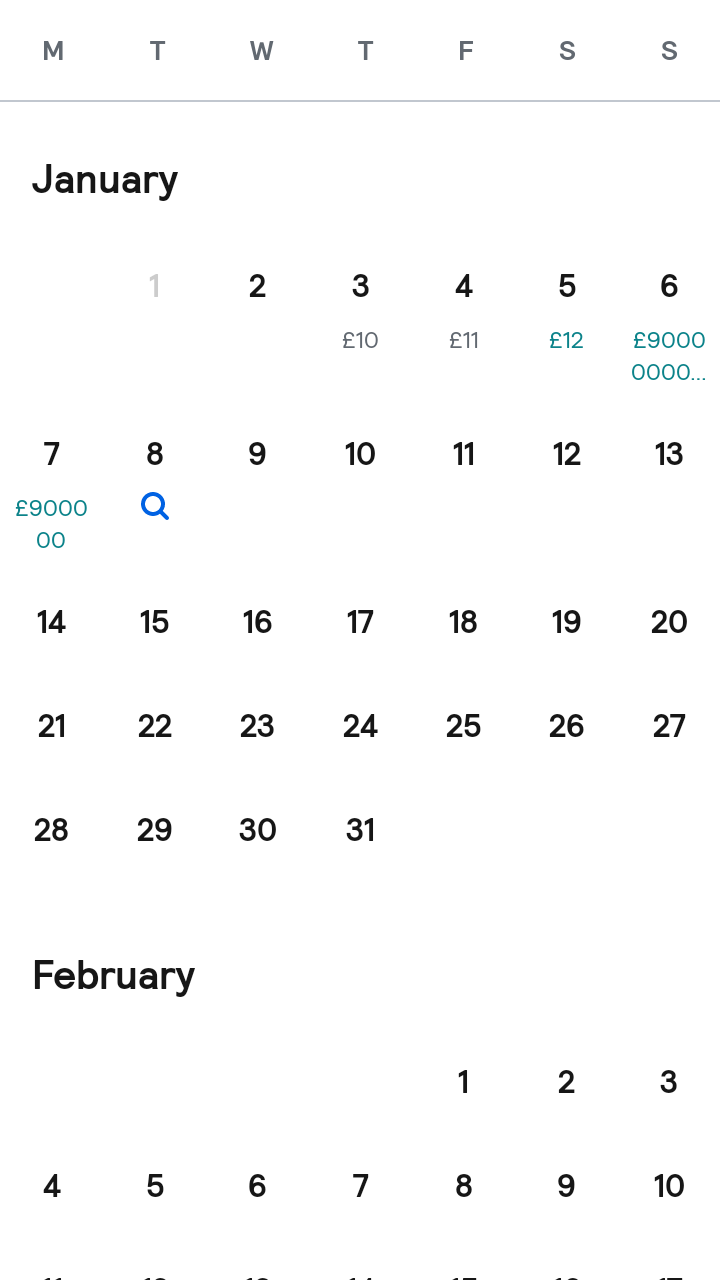 M T W T F S S
January
1 2 3 4 5 6
£10 £11 £12 £9000
0000...
7 8 9 10 11 12 13
£9000
00
14 15 16 17 18 19 20
21 22 23 24 25 26 27
28 29 30 31
February
1 2 3
4 5 6 7 8 9 10